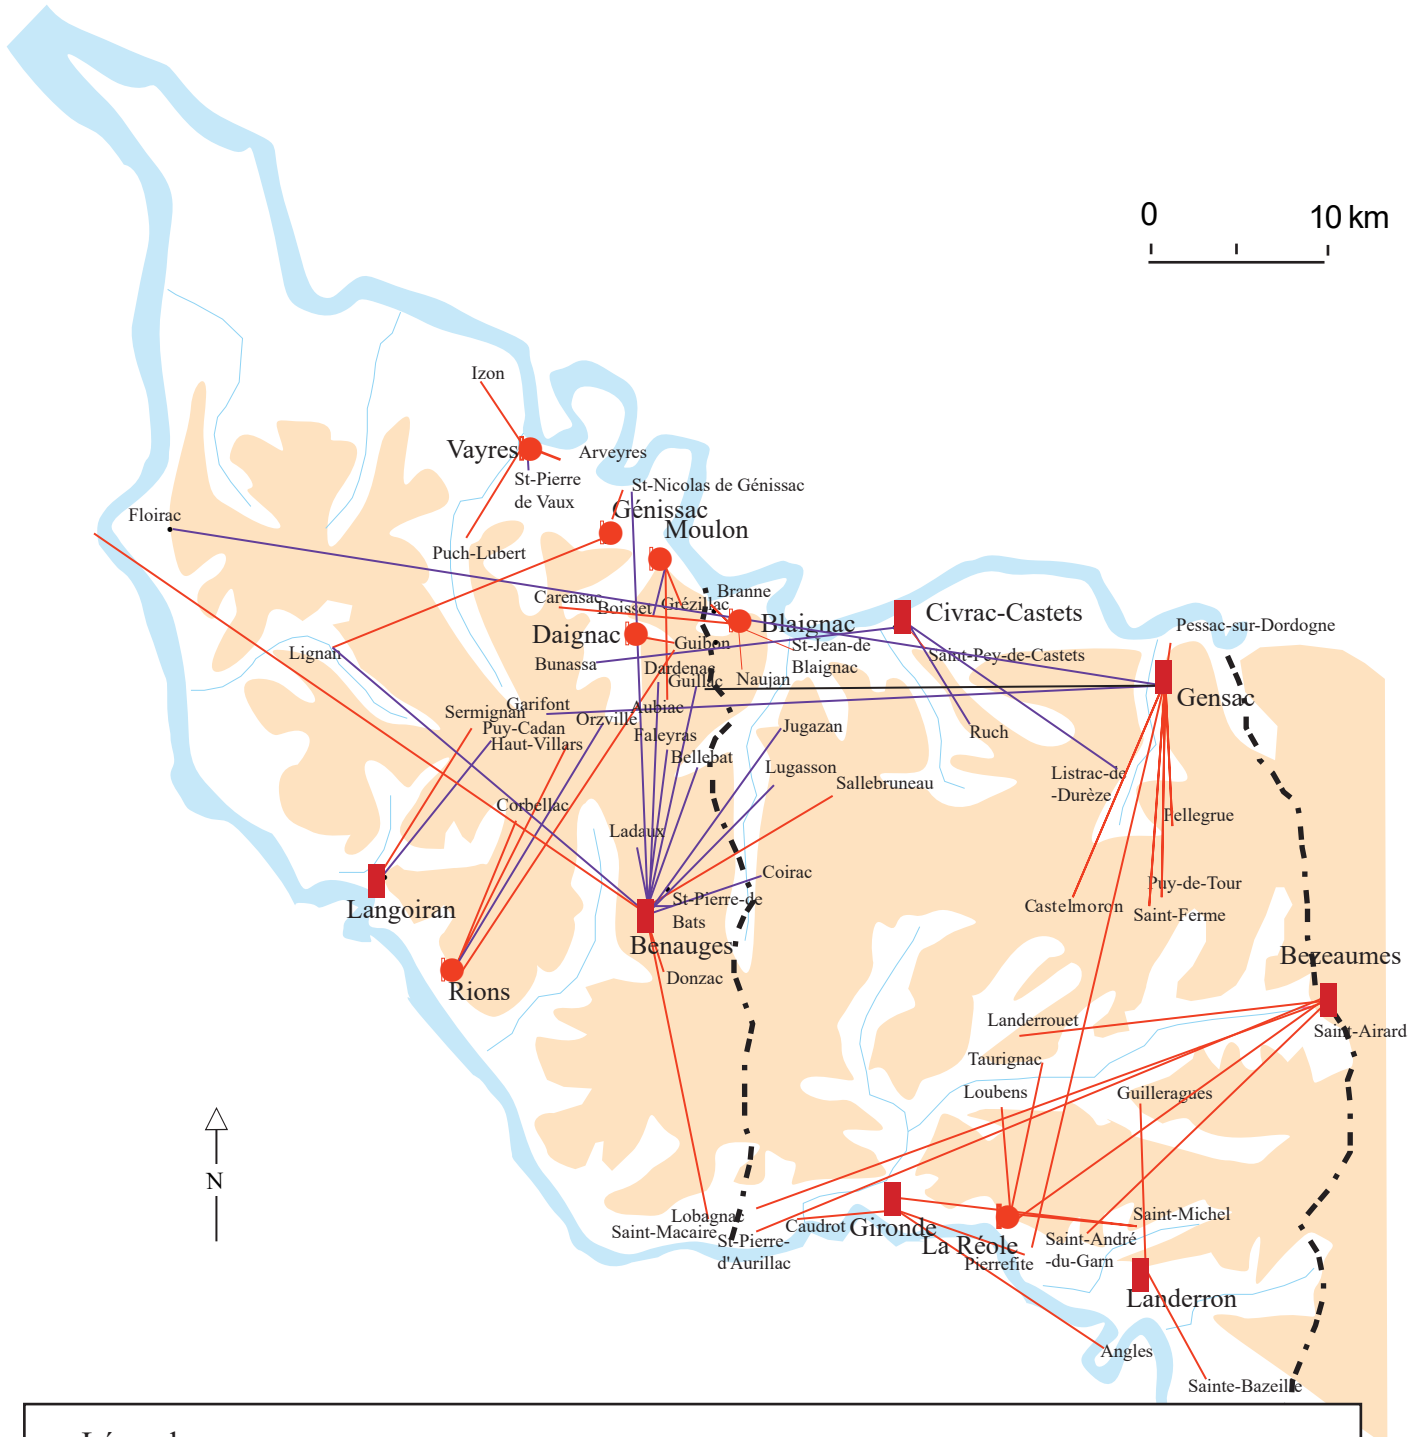 0
10 km
Izon
Vayres
Arveyres
St-Pierre
de Vaux
St-Nicolas de Génissac
Génissac
Floirac
Moulon
Puch-Lubert
Branne
Carensac
Boisset
Grézillac
Civrac-Castets
Blaignac
Pessac-sur-Dordogne
Daignac
Guibon
St-Jean-de
Blaignac
Lignan
Bunassa
Saint-Pey-de-Castets
Dardenac
Guillac
Naujan
Gensac
Garifont
Aubiac
Sermignan
Orzville
Puy-Cadan
Jugazan
Faleyras
Ruch
Haut-Villars
Bellebat
Lugasson
Listrac-de
-Durèze
Sallebruneau
Corbellac
Pellegrue
Ladaux
Coirac
Puy-de-Tour
St-Pierre-de
Bats
Langoiran
Castelmoron
Saint-Ferme
Benauges
Bezeaumes
Donzac
Rions
Landerrouet
Saint-Airard
Taurignac
Loubens
Guilleragues
N
Lobagnac
Saint-Michel
Saint-Macaire
Caudrot
Gironde
St-Pierre-
d'Aurillac
La Réole
Saint-André
-du-Garn
Pierrefite
Landerron
Angles
Sainte-Bazeille